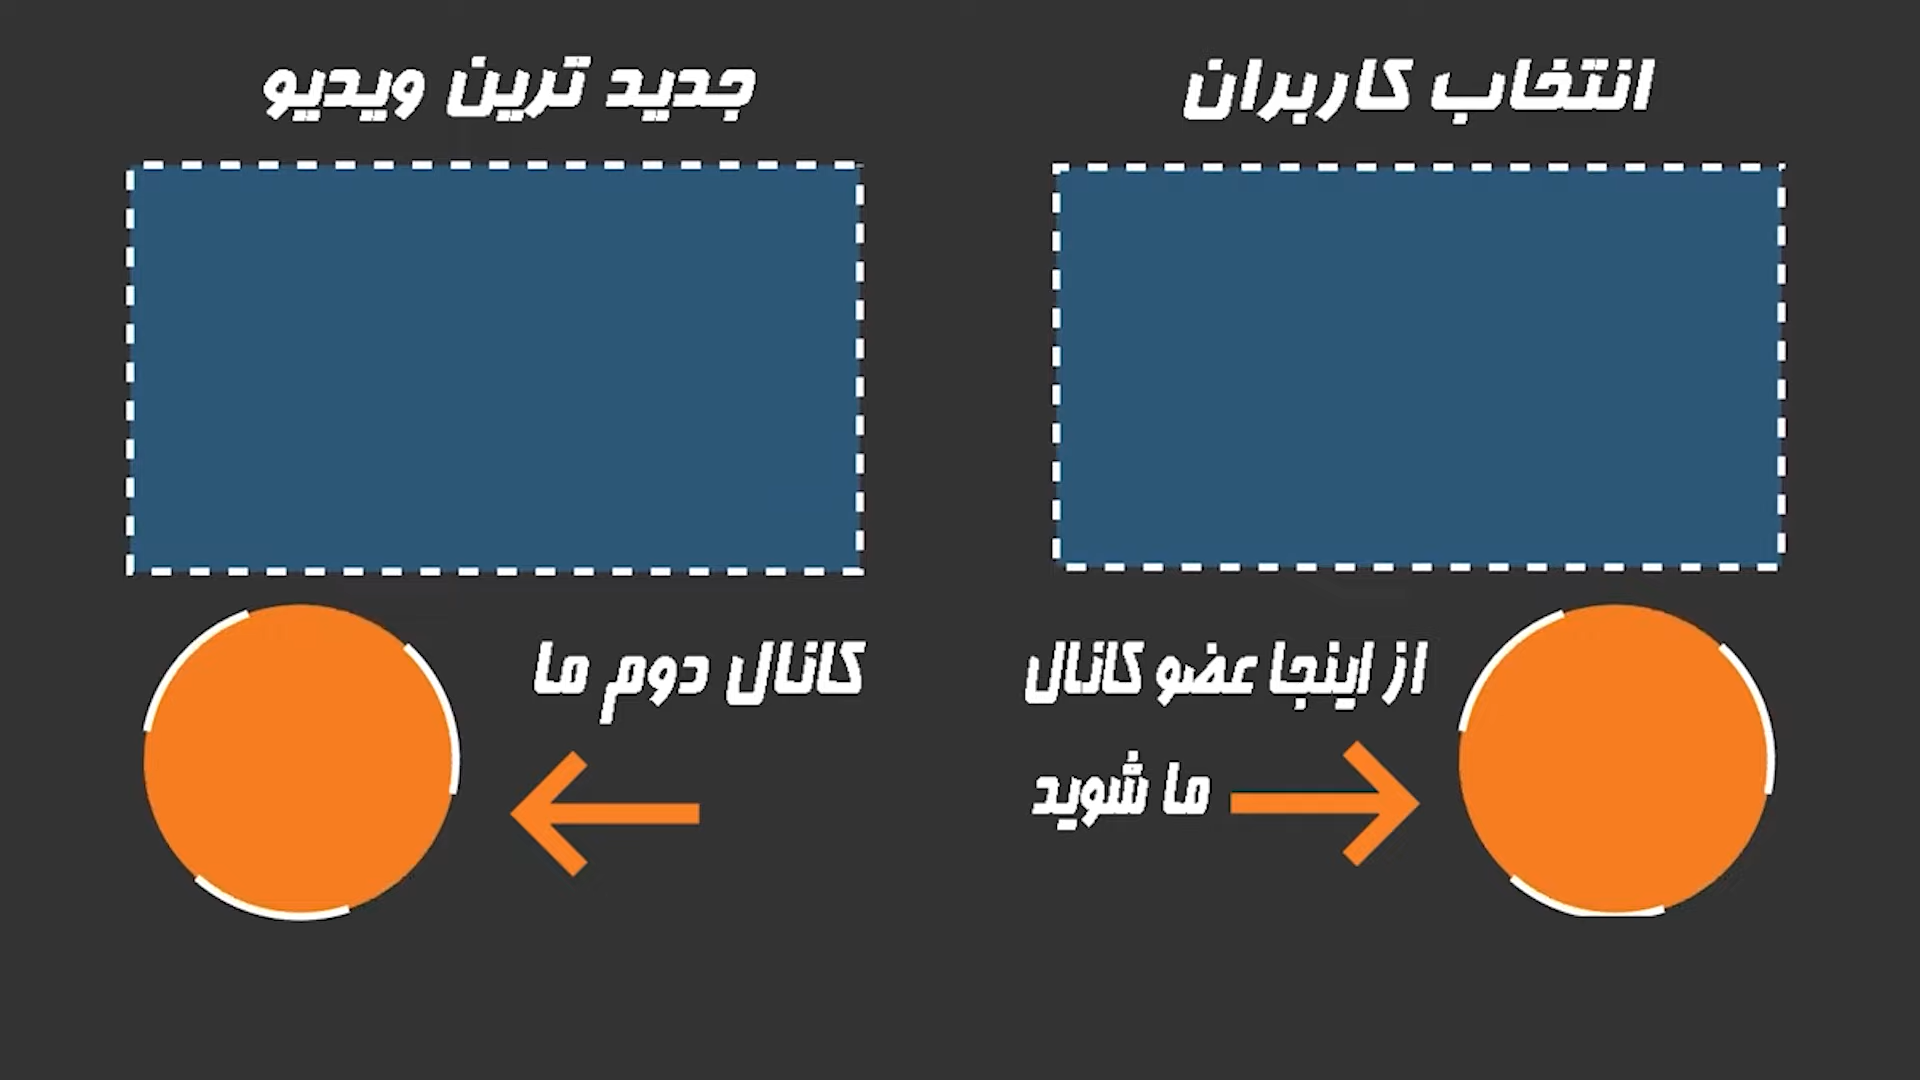 انتخاب کاربران
جدید ترین ویدیو
از اینجا عضو کانال
ما شوید
کانال دوم ما